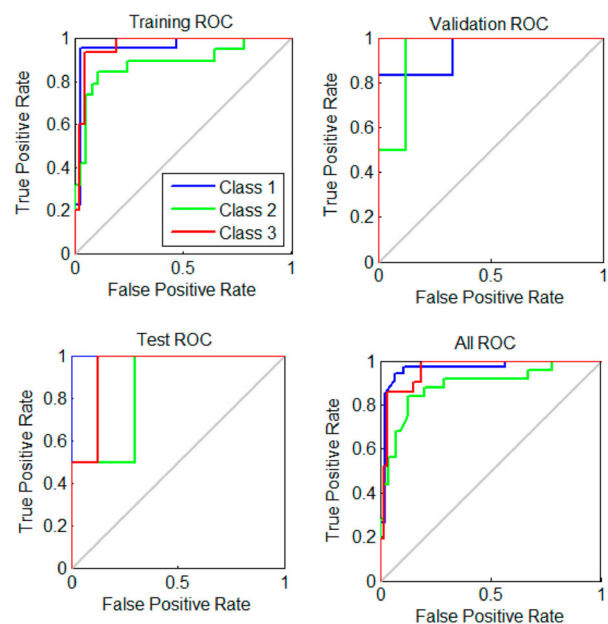 Training ROC
True Positive Rate
1
0.8
0.6
0.4
0.2
0
Class 1
Class 2
Class 3
0.5
1
False Positive Rate
Validation ROC
True Positive Rate
1
0.8
0.6
0.4
0.2
0
0.5
1
False Positive Rate
Test ROC
True Positive Rate
1
0.8
0.6
0.4
0.2
0
0.5
1
False Positive Rate
All ROC
True Positive Rate
1
0.8
0.6
0.4
0.2
0
0.5
1
False Positive Rate